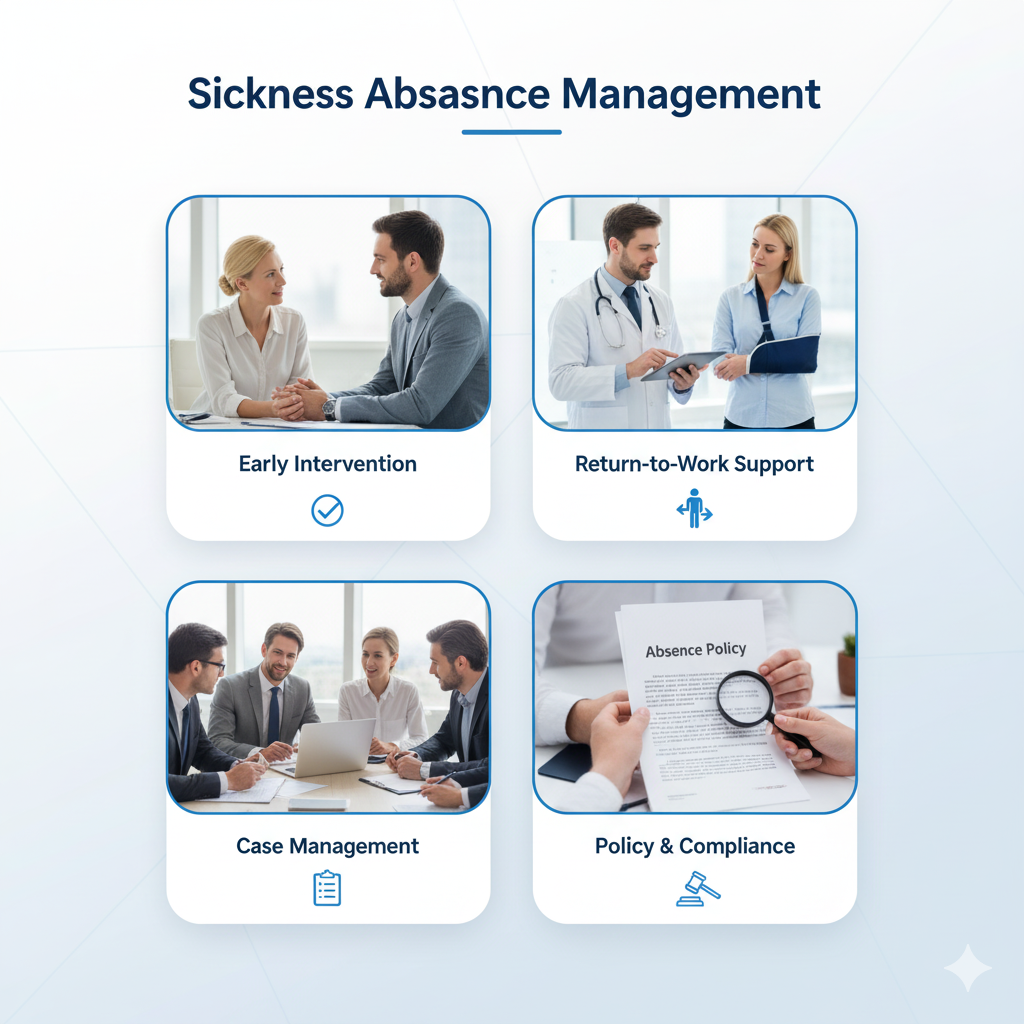 Sickness Absasnce Management
Early Intervention
Return-to-Work Support
Absence Policy
Case Management
Policy & Compliance